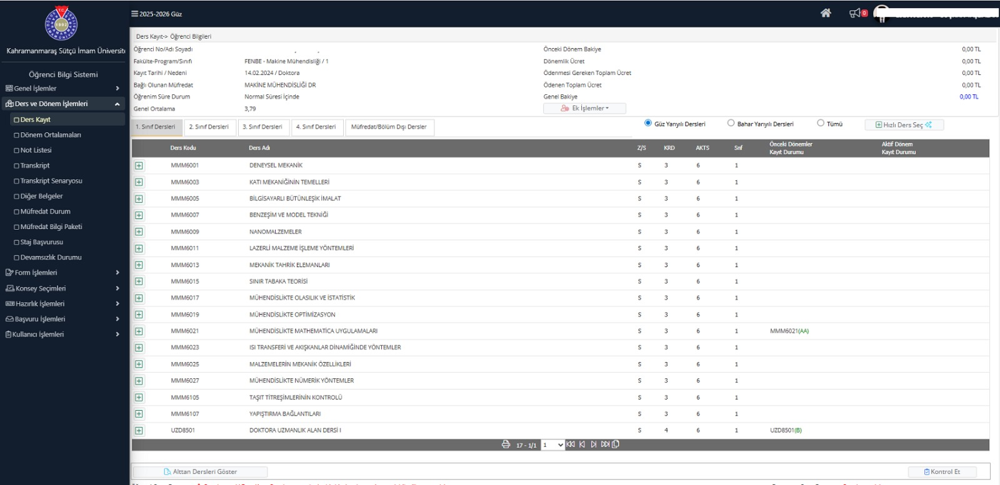 2025-2026 Güz
0
T.C.
1992
Kahramanmaraş Sütçü İmam Üniversite
Öğrenci Bilgi Sistemi
Genel İşlemler
Ders ve Dönem İşlemleri
Ders Kayıt
Dönem Ortalamaları
Not Listesi
Transkript
Transkript Senaryosu
Diğer Belgeler
Müfredat Durum
Müfredat Bilgi Paketi
Staj Başvurusu
Devamsızlık Durumu
Form İşlemleri
Konsey Seçimleri
Hazırlık İşlemleri
Başvuru İşlemleri
Kullanıcı İşlemleri
Ders Kayıt-> Öğrenci Bilgileri
Öğrenci No/Adı Soyadı
Fakülte-Program/Sınıfı FENBE - Makine Mühendisliği / 1
Kayıt Tarihi / Nedeni 14.02.2024 / Doktora
Bağlı Olunan Müfredat MAKİNE MÜHENDİSLİĞİ DR
Öğrenim Süre Durum Normal Süresi İçinde
Genel Ortalama 3,79
Önceki Dönem Bakiye 0,00 TL
Dönemlik Ücret 0,00 TL
Ödenmesi Gereken Toplam Ücret 0,00 TL
Ödenen Toplam Ücret 0,00 TL
Genel Bakiye 0,00 TL
Ek İşlemler
1. Sınıf Dersleri 2. Sınıf Dersleri 3. Sınıf Dersleri 4. Sınıf Dersleri Müfredat/Bölüm Dışı Dersler
Güz Yarıyılı Dersleri Bahar Yarıyılı Dersleri Tümü Hızlı Ders Seç
Ders Kodu Ders Adı Z/S KRD AKTS Snf Önceki Dönemler Kayıt Durumu Aktif Dönem Kayıt Durumu
MMM6001 DENEYSEL MEKANİK S 3 6 1
MMM6003 KATI MEKANİĞİNİN TEMELLERİ S 3 6 1
MMM6005 BİLGİSAYARLI BÜTÜNLEŞİK İMALAT S 3 6 1
MMM6007 BENZEŞİM VE MODEL TEKNİĞİ S 3 6 1
MMM6009 NANOMALZEMELER S 3 6 1
MMM6011 LAZERLİ MALZEME İŞLEME YÖNTEMLERİ S 3 6 1
MMM6013 MEKANİK TAHRİK ELEMANLARI S 3 6 1
MMM6015 SINIR TABAKA TEORİSİ S 3 6 1
MMM6017 MÜHENDİSLİKTE OLASILIK VE İSTATİSTİK S 3 6 1
MMM6019 MÜHENDİSLİKTE OPTİMİZASYON S 3 6 1
MMM6021 MÜHENDİSLİKTE MATHEMATİCA UYGULAMALARI S 3 6 1 MMM6021(AA)
MMM6023 ISI TRANSFERİ VE AKIŞKANLAR DİNAMİĞİNDE YÖNTEMLER S 3 6 1
MMM6025 MALZEMELERİN MEKANİK ÖZELLİKLERİ S 3 6 1
MMM6027 MÜHENDİSLİKTE NÜMERİK YÖNTEMLER S 3 6 1
MMM6105 TAŞIT TİTREŞİMLERİNİN KONTROLÜ S 3 6 1
MMM6107 YAPIŞTIRMA BAĞLANTILARI S 3 6 1
UZD8501 DOKTORA UZMANLIK ALAN DERSİ I S 4 6 1 UZD8501(B)
17 - 1/1 1
Alttan Dersleri Göster Kontrol Et